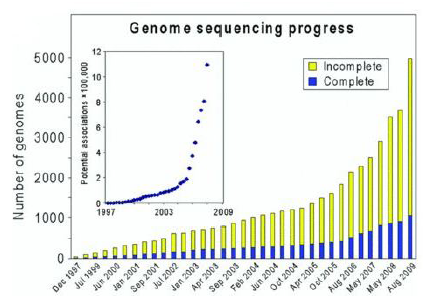 Genome sequencing progress
Number of genomes
5000
4000
3000
2000
1000
0
Incomplete
Complete
Potential associations *100,000
12
10
8
6
4
2
0
1997
2003
2009
Dec 1997
Jul 1999
Jun 2000
Jan 2001
Sep 2001
Jul 2002
Jan 2003
Apr 2003
Sep 2003
Feb 2004
Jun 2004
Oct 2004
Apr 2005
Oct 2005
Aug 2006
May 2007
May 2008
Aug 2009